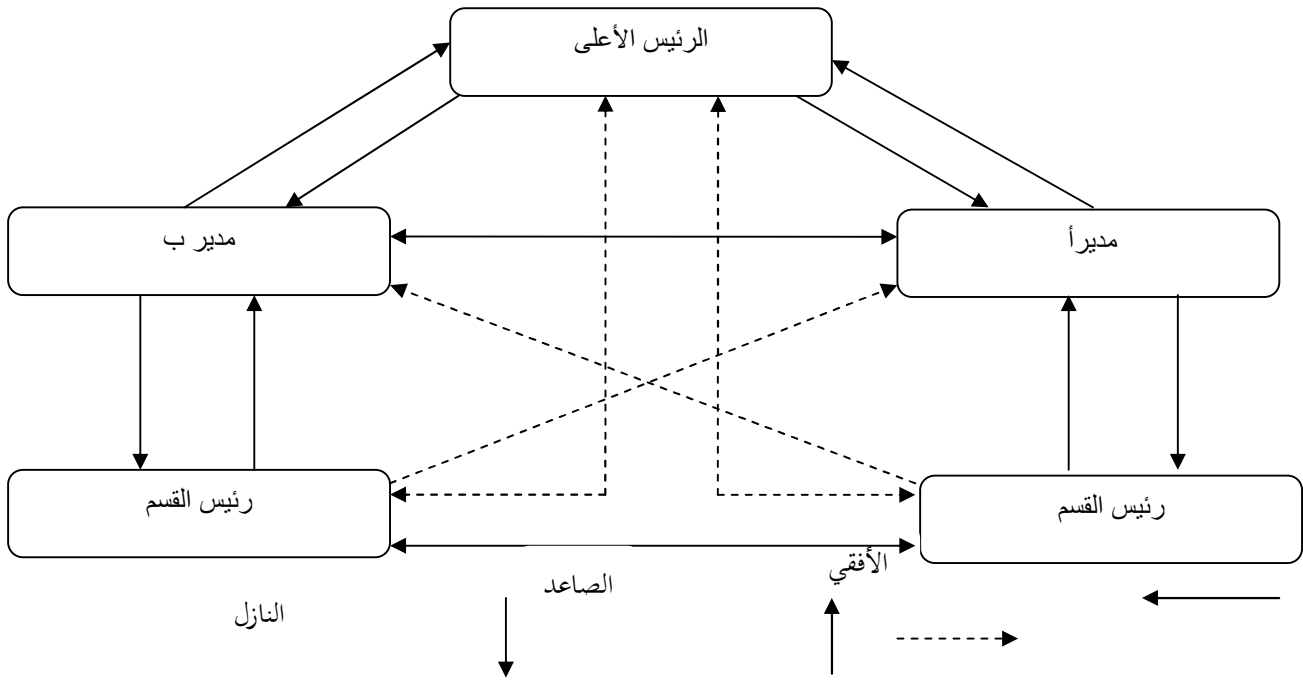 الرئيس الأعلى
مديرأ
مدير ب
رئيس القسم
رئيس القسم
الأفقي
الصاعد
النازل